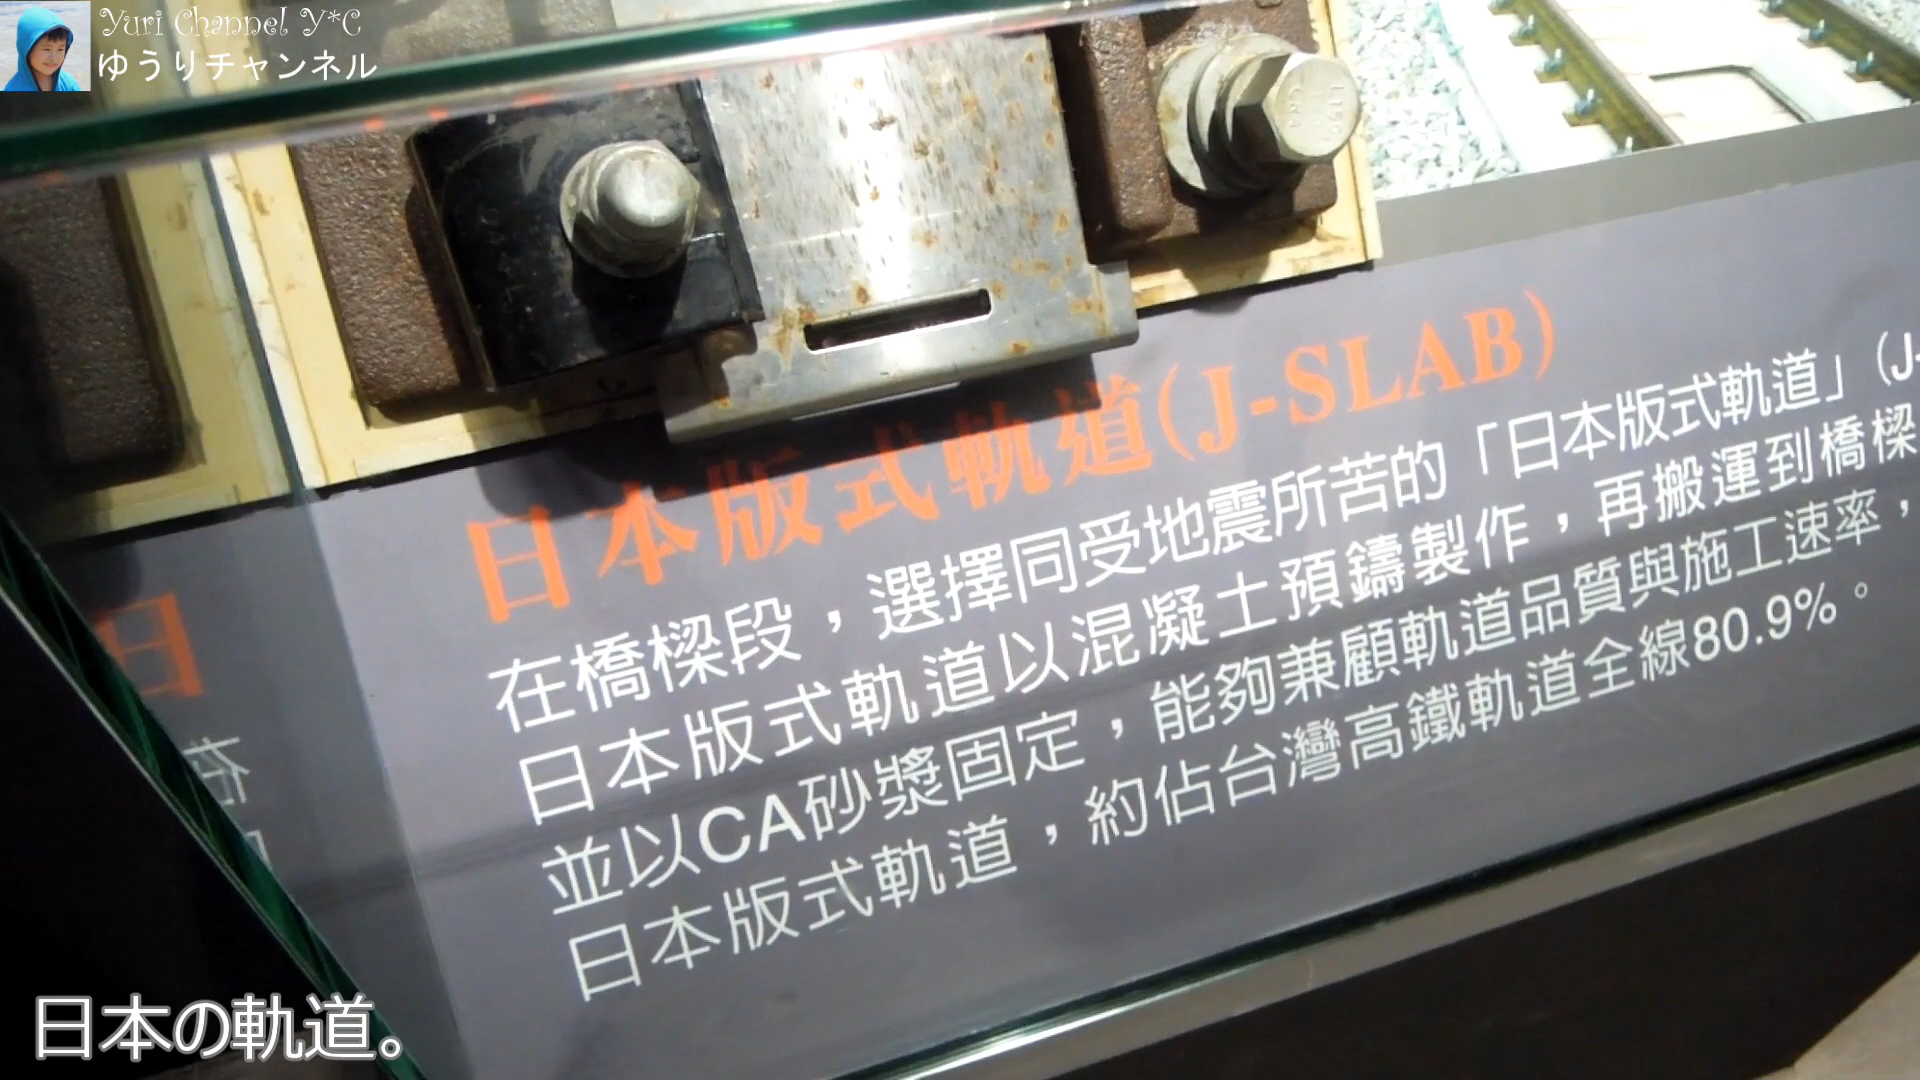 Yuri Channel Y*C
ゆうりチャンネル
日本版式軌道(J-SLAB)
在橋樑段，選擇同受地震所苦的「日本版式軌道」(J-
日本版式軌道以混凝土預鑄製作，再搬運到橋樑
並以CA砂漿固定，能夠兼顧軌道品質與施工速率，
日本版式軌道，約佔台灣高鐵軌道全線80.9%。
日
在
日本の軌道。